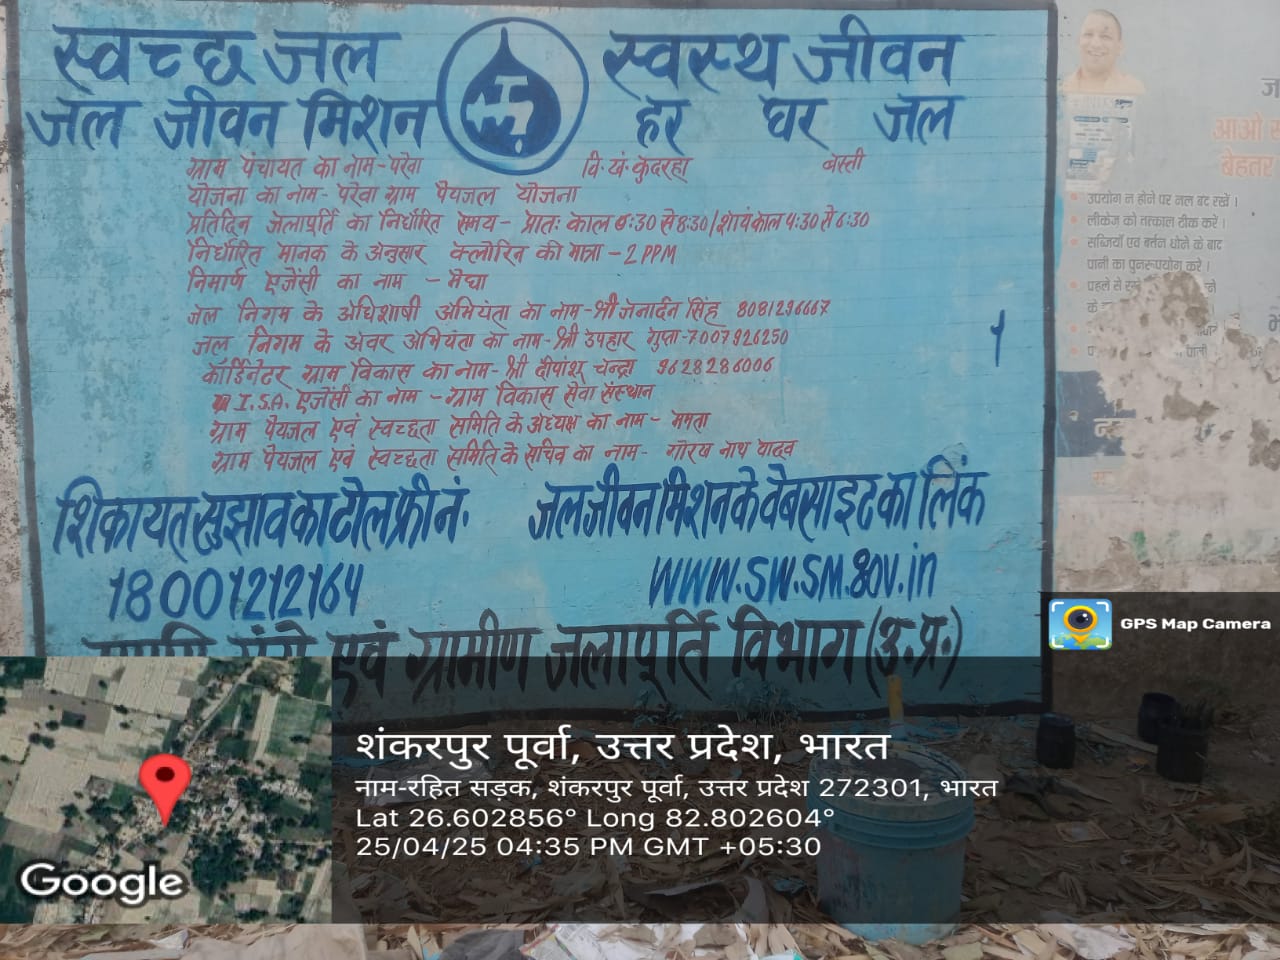 स्वच्छ जल स्वस्थ जीवन
जल जीवन मिशन हर घर जल
ग्राम पंचायत का नाम-परेवा वि.खं.कुदरहा बस्ती
योजना का नाम- परेवा ग्राम पेयजल योजना
प्रतिदिन जलापूर्ति का निर्धारित समय- प्रातः काल 6:30 से 8:30/शायंकाल 4:30 से 6:30
निर्धारित मानक के अनुसार क्लोरिन की मात्रा -2 PPM
निमार्ण एजेंसी का नाम - मेघा
जल निगम के अधिशाषी अभियंता का नाम-श्री जनार्दन सिंह 8081296667
जल निगम के अवर अभियंता का नाम-श्री उपहार गुप्ता-7007926250
कॉर्डिनेटर ग्राम विकास का नाम- श्री दीपांशू चन्द्रा 9628286006
I.S.A. एजेंसी का नाम -ग्राम विकास सेवा संस्थान
ग्राम पेयजल एवं स्वच्छता समिति के अध्यक्ष का नाम - ममता
ग्राम पेयजल एवं स्वच्छता समिति के सचिव का नाम- गोरख नाथ यादव
शिकायत सुझाव का टोल फ्री नं. जल जीवन मिशन के वेबसाइट का लिंक
18001212164 WWW.SW.SM.gov.in
एवं ग्रामीण जलापूर्ति विभाग (उ.प्र.)
आओ
बेहतर
उपयोग न होने पर नल बंद रखें।
लीकेज को तत्काल ठीक करें।
सब्जियाँ एवं बर्तन धोने के बाद
पानी का पुनरूपयोग करे।
पहले से
GPS Map Camera
शंकरपुर पूर्वा, उत्तर प्रदेश, भारत
नाम-रहित सड़क, शंकरपुर पूर्वा, उत्तर प्रदेश 272301, भारत
Lat 26.602856° Long 82.802604°
25/04/25 04:35 PM GMT +05:30
Google